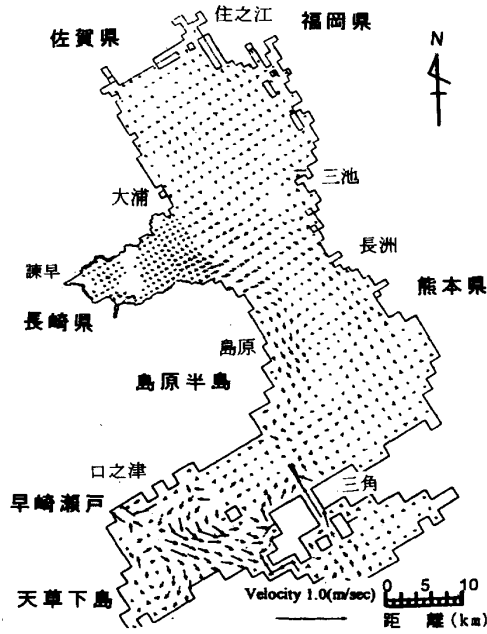 住之江
福岡県
佐賀県
N
三池
大浦
長洲
諫早
熊本県
長崎県
島原
島原半島
口之津
三角
早崎瀬戸
天草下島
Velocity 1.0(m/sec)
0 5 10
距 離(km)